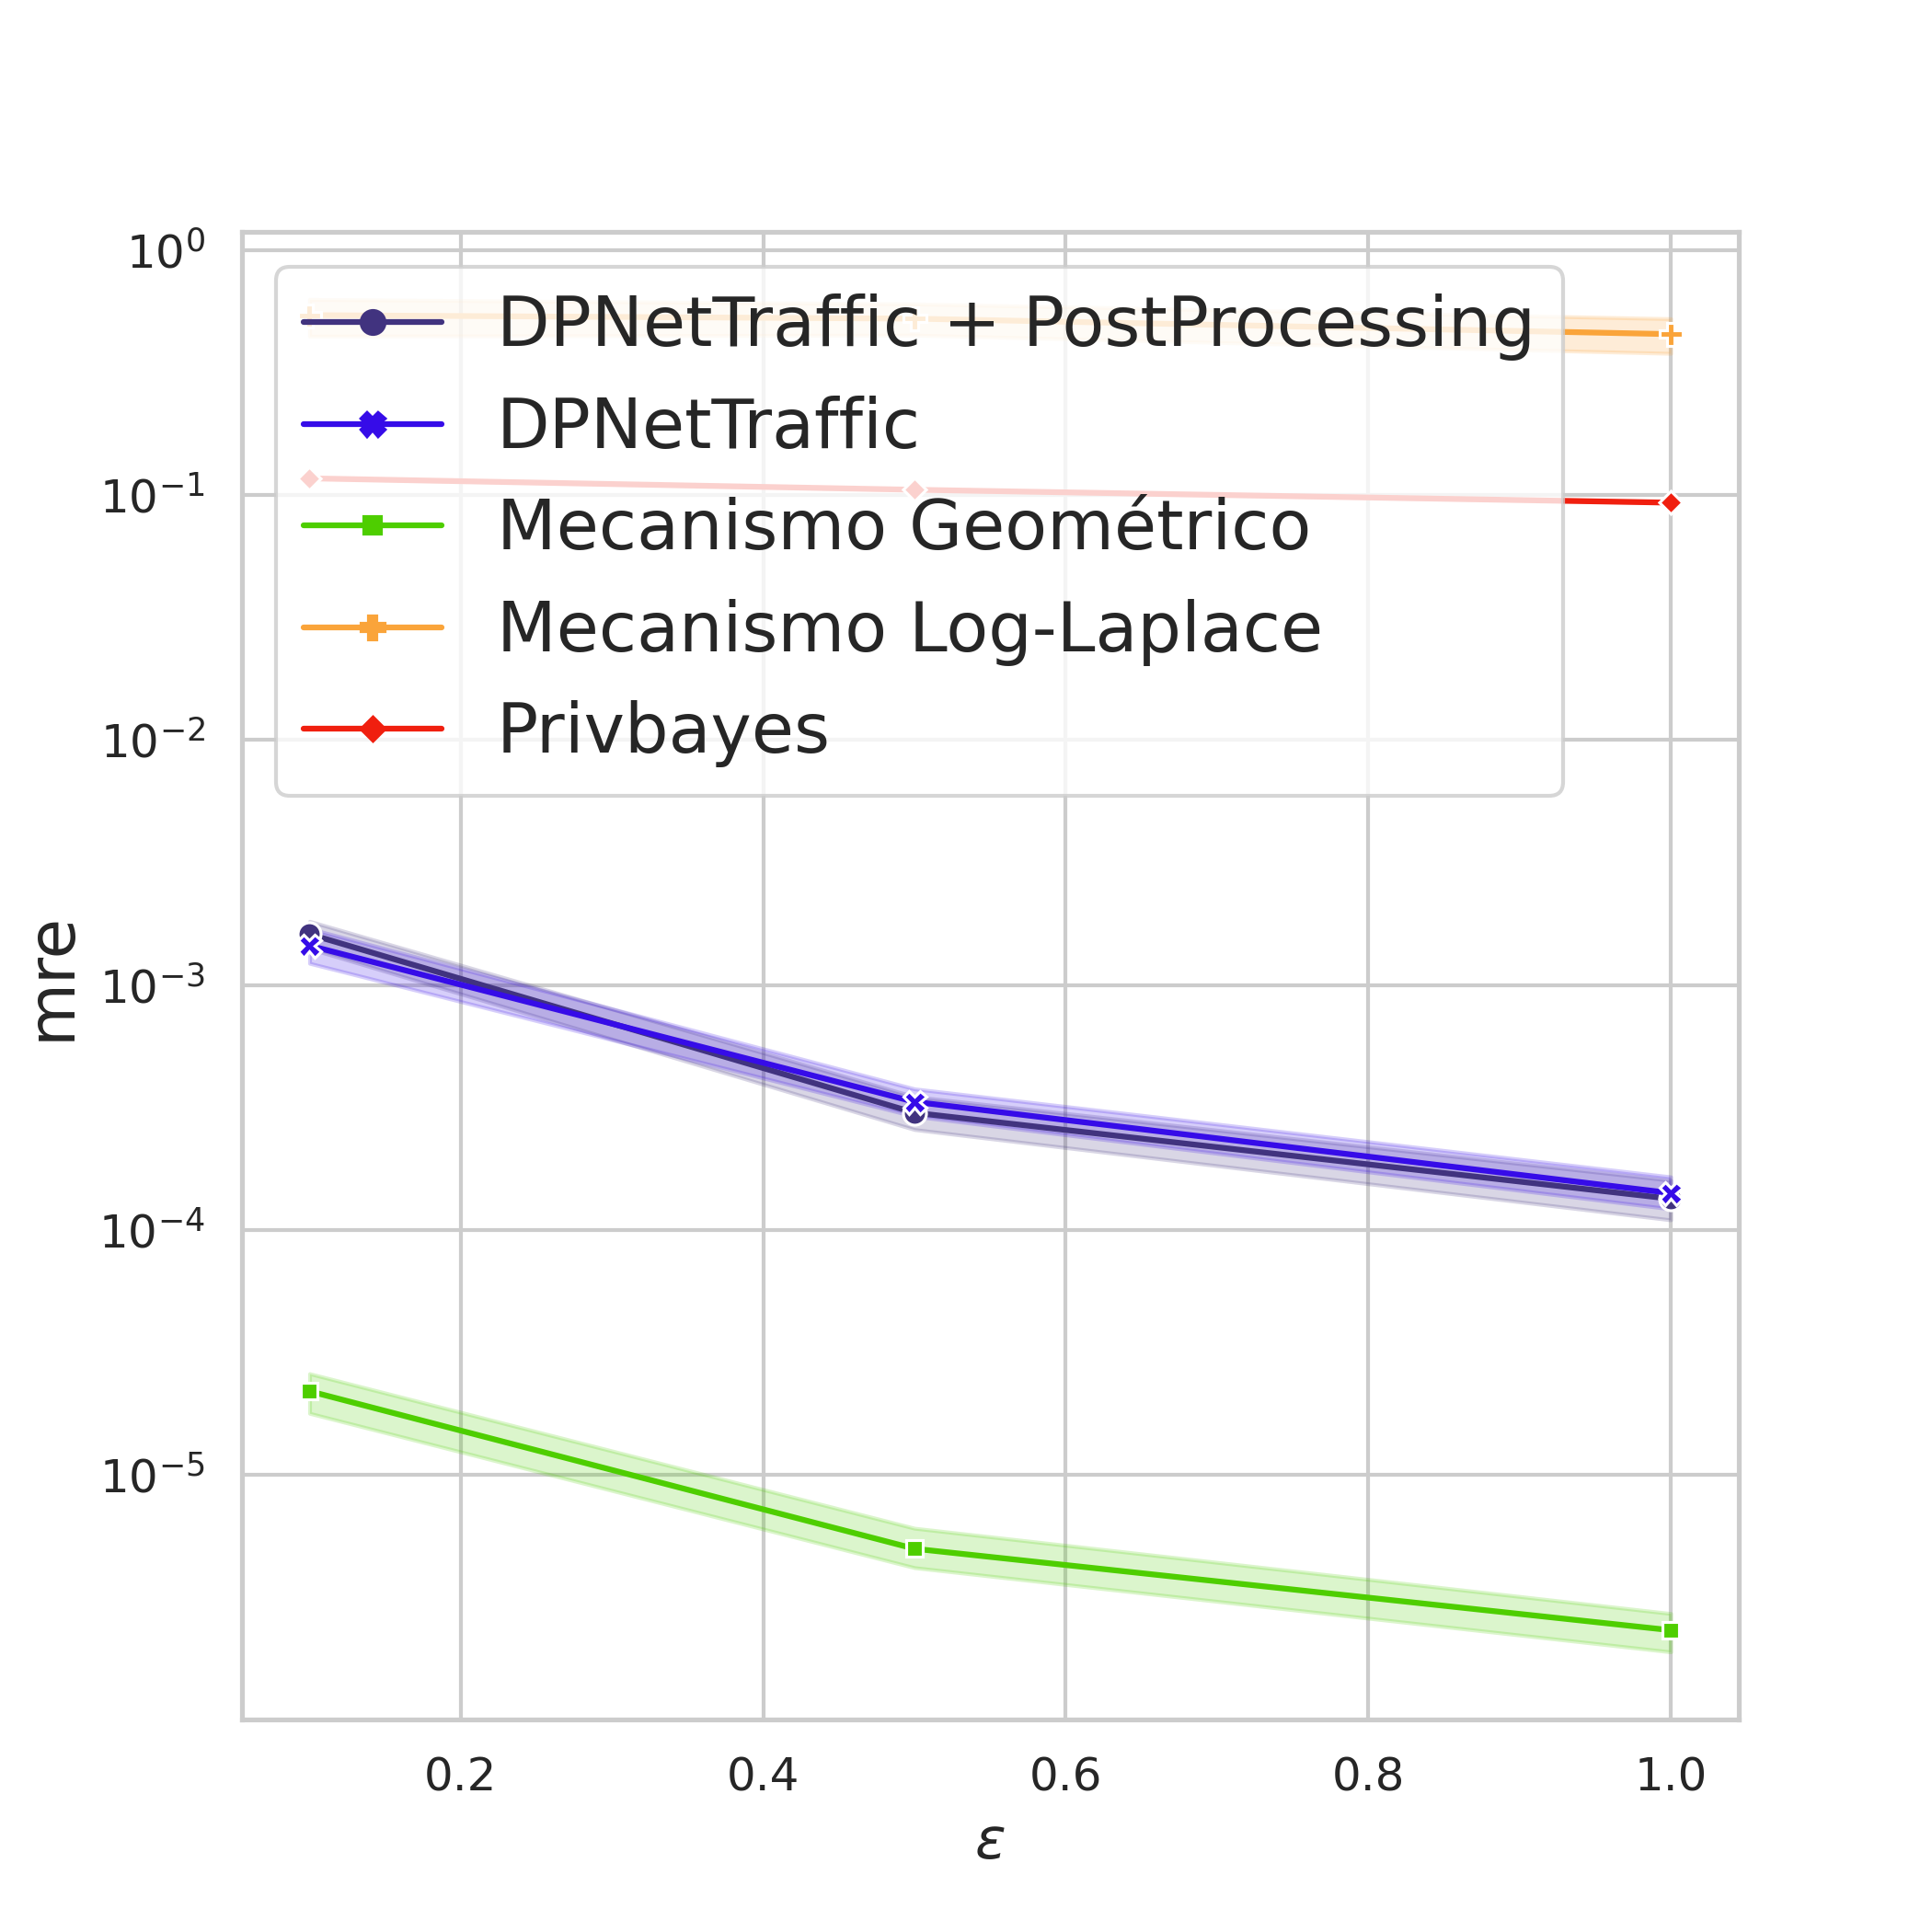 10⁰
DPNetTraffic + PostProcessing
DPNetTraffic
10⁻¹
Mecanismo Geométrico
Mecanismo Log-Laplace
Privbayes
10⁻²
mre
10⁻³
10⁻⁴
10⁻⁵
0.2 0.4 0.6 0.8 1.0
ε